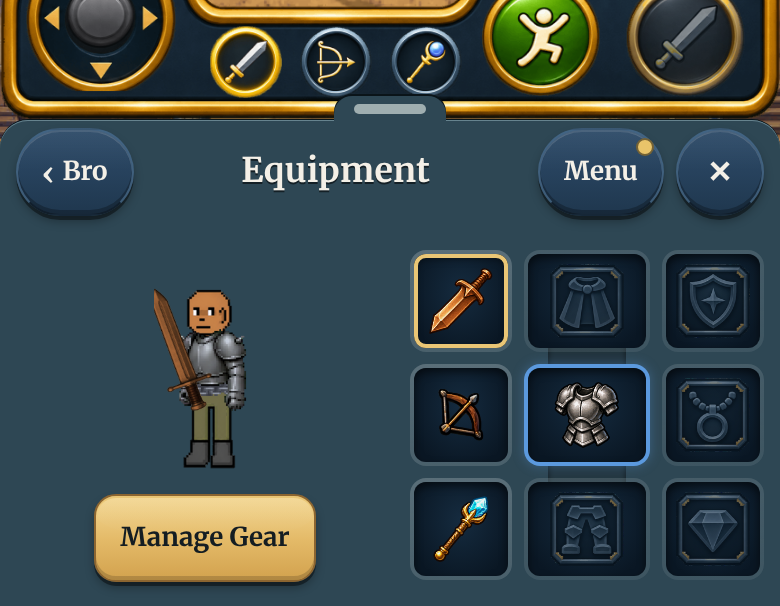 ‹ Bro
Equipment
Menu
×
Manage Gear